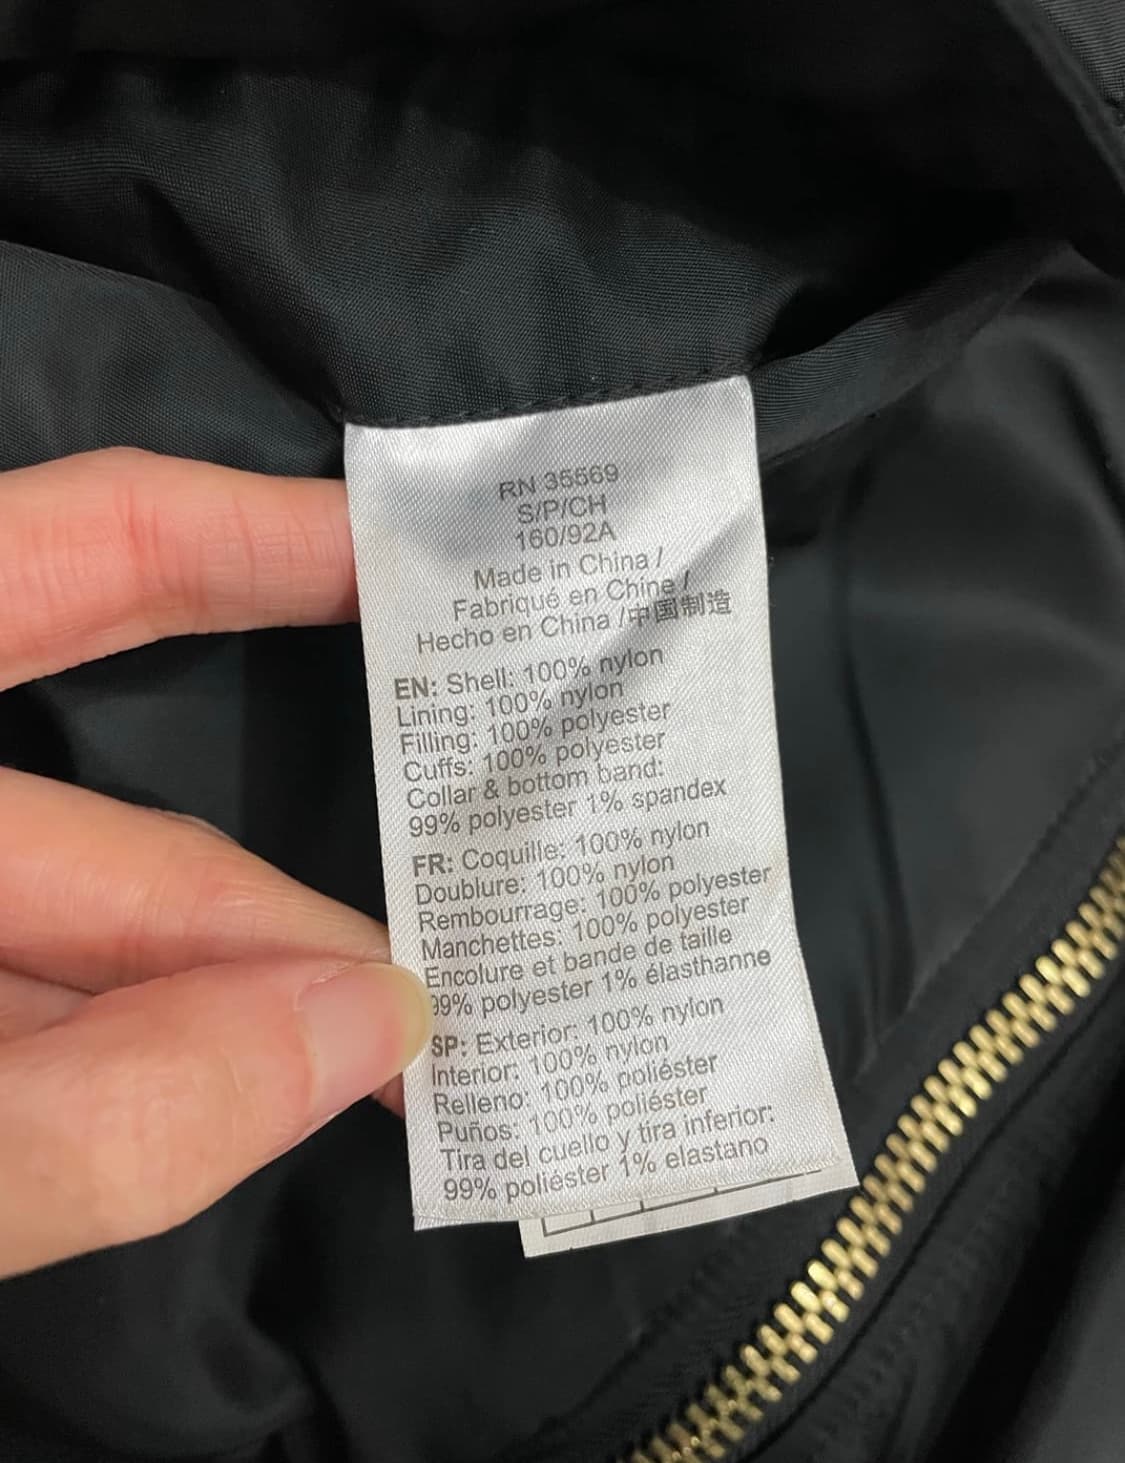 RN 35569
S/P/CH
160/92A
Made in China /
Fabriqué en Chine /
Hecho en China /中国制造
EN: Shell: 100% nylon
Lining: 100% nylon
Filling: 100% polyester
Cuffs: 100% polyester
Collar & bottom band:
99% polyester 1% spandex
FR: Coquille: 100% nylon
Doublure: 100% nylon
Rembourrage: 100% polyester
Manchettes: 100% polyester
Encolure et bande de taille
99% polyester 1% élasthanne
SP: Exterior: 100% nylon
Interior: 100% nylon
Relleno: 100% poliéster
Puños: 100% poliéster
Tira del cuello y tira inferior:
99% poliéster 1% elastano